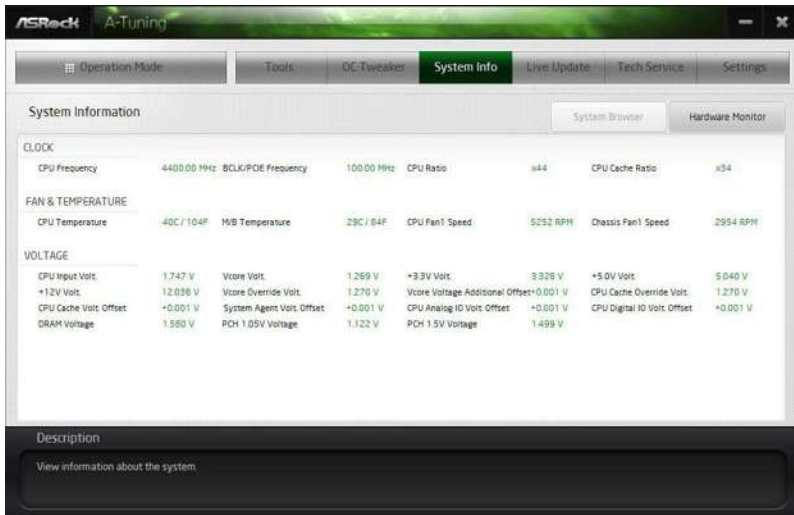 ASRock A-Tuning
Operation Mode Tools OC Tweaker System Info Live Update Tech Service Settings
System Information System Browser Hardware Monitor
CLOCK
CPU Frequency 4400.00 MHz BCLK/PCIE Frequency 100.00 MHz CPU Ratio x44 CPU Cache Ratio
FAN & TEMPERATURE
CPU Temperature 40C / 104F M/B Temperature 29C / 84F CPU Fan1 Speed 5252 RPM Chassis Fan1 Speed 2954 RPM
VOLTAGE
CPU Input Volt. 1.747 V Vcore Volt. 1.269 V +3.3V Volt. 3.328 V +5.0V Volt. 5.040 V
+12V Volt. 12.038 V Vcore Override Volt. 1.270 V Vcore Voltage Additional Offset +0.001 V CPU Cache Override Volt. 1.270 V
CPU Cache Volt. Offset +0.001 V System Agent Volt. Offset +0.001 V CPU Analog IO Volt. Offset +0.001 V CPU Digital IO Volt. Offset +0.001 V
DRAM Voltage 1.580 V PCH 1.05V Voltage 1.122 V PCH 1.5V Voltage 1.499 V
Description
View information about the system